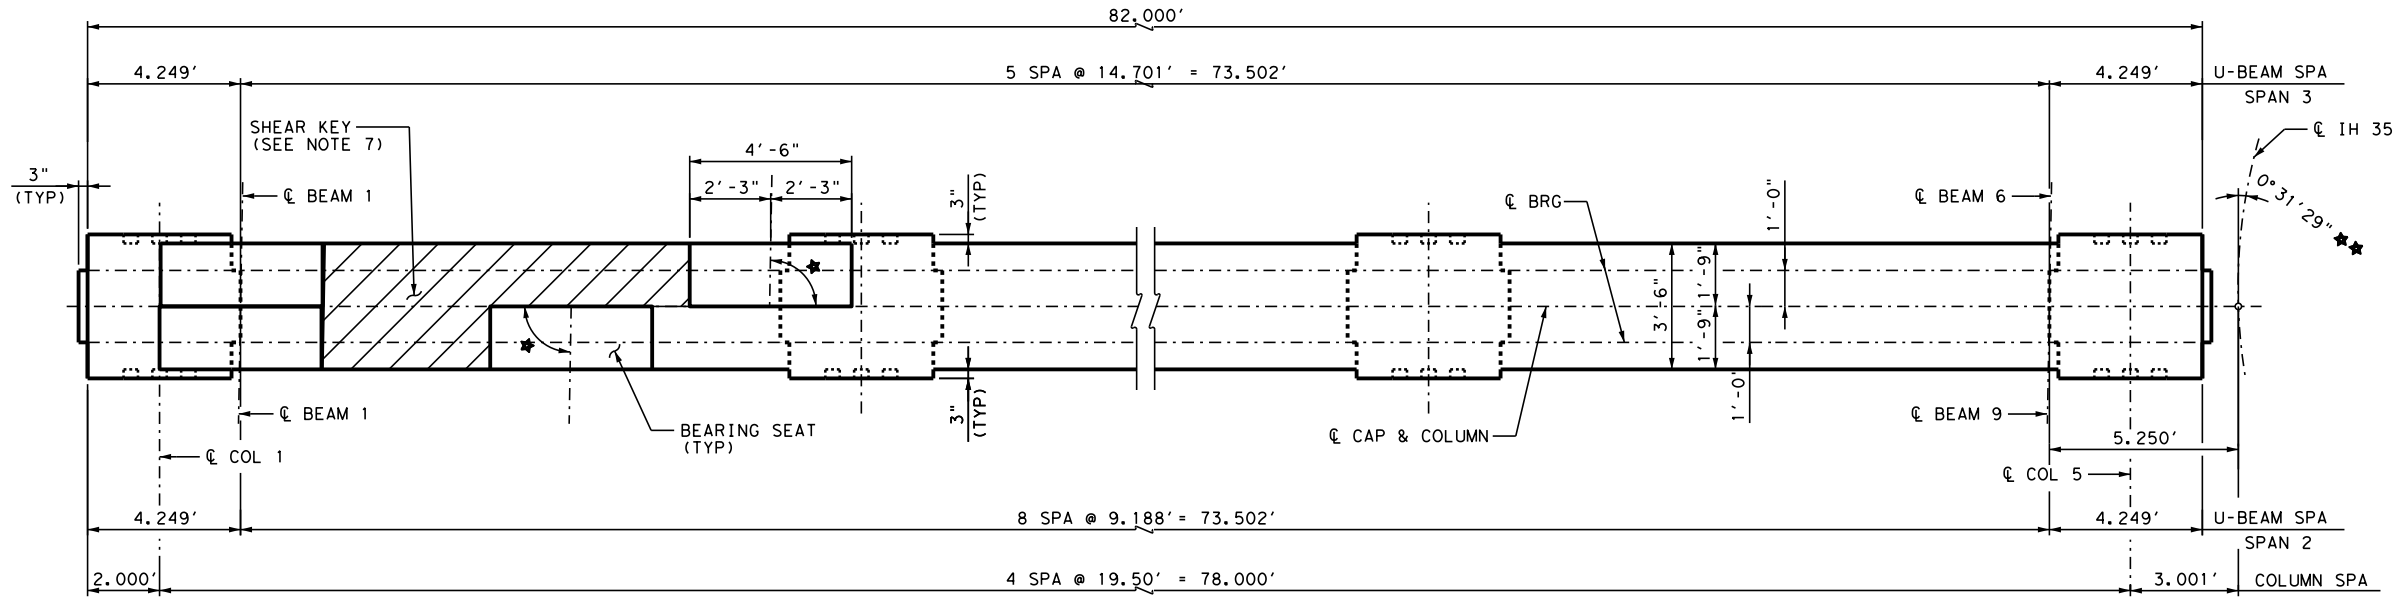 82.000'
4.249'
5 SPA @ 14.701' = 73.502'
4.249'
U-BEAM SPA
SPAN 3
SHEAR KEY
(SEE NOTE 7)
℄ IH 35
4'-6"
3"
(TYP)
℄ BEAM 1
2'-3"
2'-3"
3"
(TYP)
℄ BRG
℄ BEAM 6
1'-0"
0°31'29"
3'-6"
1'-9"
1'-9"
1'-0"
3"
(TYP)
℄ BEAM 1
BEARING SEAT
(TYP)
℄ CAP & COLUMN
℄ BEAM 9
5.250'
℄ COL 1
℄ COL 5
4.249'
8 SPA @ 9.188' = 73.502'
4.249'
U-BEAM SPA
SPAN 2
2.000'
4 SPA @ 19.50' = 78.000'
3.001'
COLUMN SPA